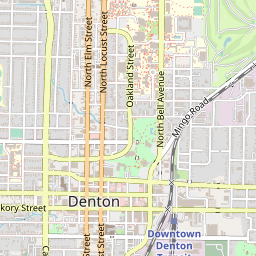 North Elm Street
North Locust Street
Oakland Street
North Bell Avenue
Mingo Road
Denton
kory Street
Downtown
Denton